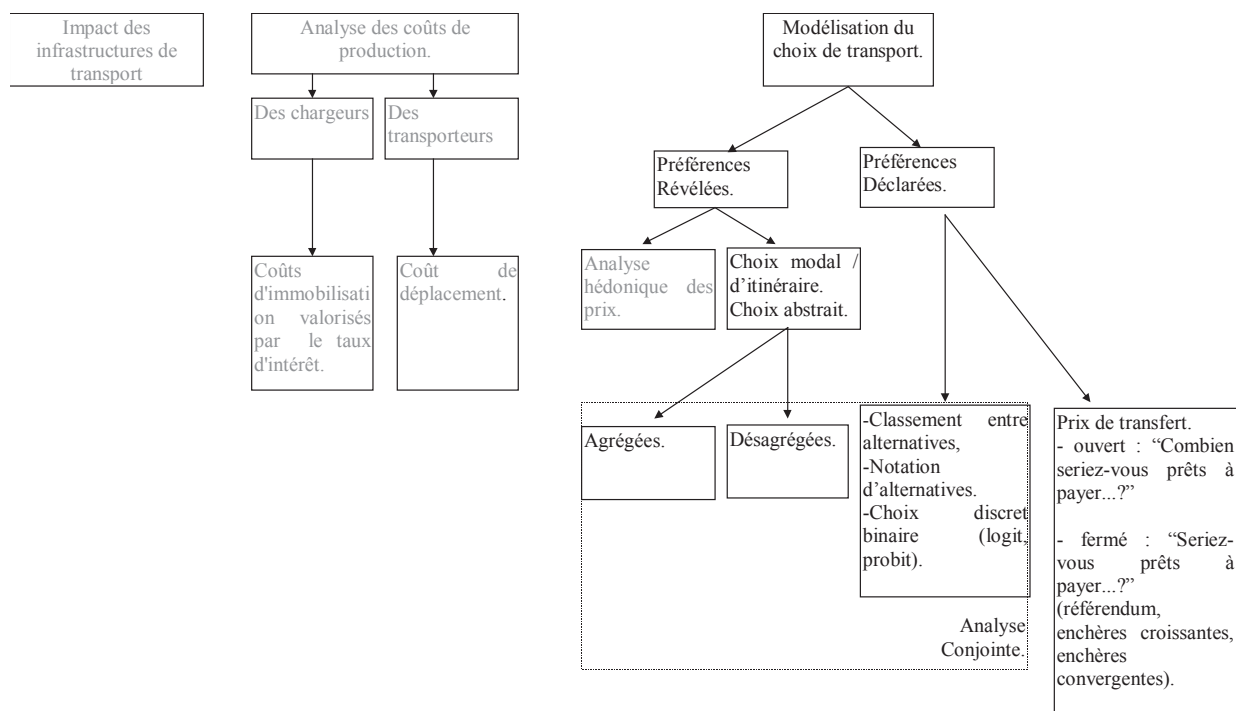 Impact des
infrastructures de
transport
Analyse des coûts de
production.
Modélisation du
choix de transport.
Des chargeurs
Des
transporteurs
Préférences
Révélées.
Préférences
Déclarées.
Coûts
d'immobilisati
on valorisés
par le taux
d'intérêt.
Coût de
déplacement.
Analyse
hédonique des
prix.
Choix modal /
d’itinéraire.
Choix abstrait.
Agrégées.
Désagrégées.
-Classement entre
alternatives,
-Notation
d’alternatives.
-Choix discret
binaire (logit,
probit).
Analyse
Conjointe.
Prix de transfert.
- ouvert : “Combien
seriez-vous prêts à
payer...?”
- fermé : “Seriez-
vous prêts à
payer...?”
(référendum,
enchères croissantes,
enchères
convergentes).